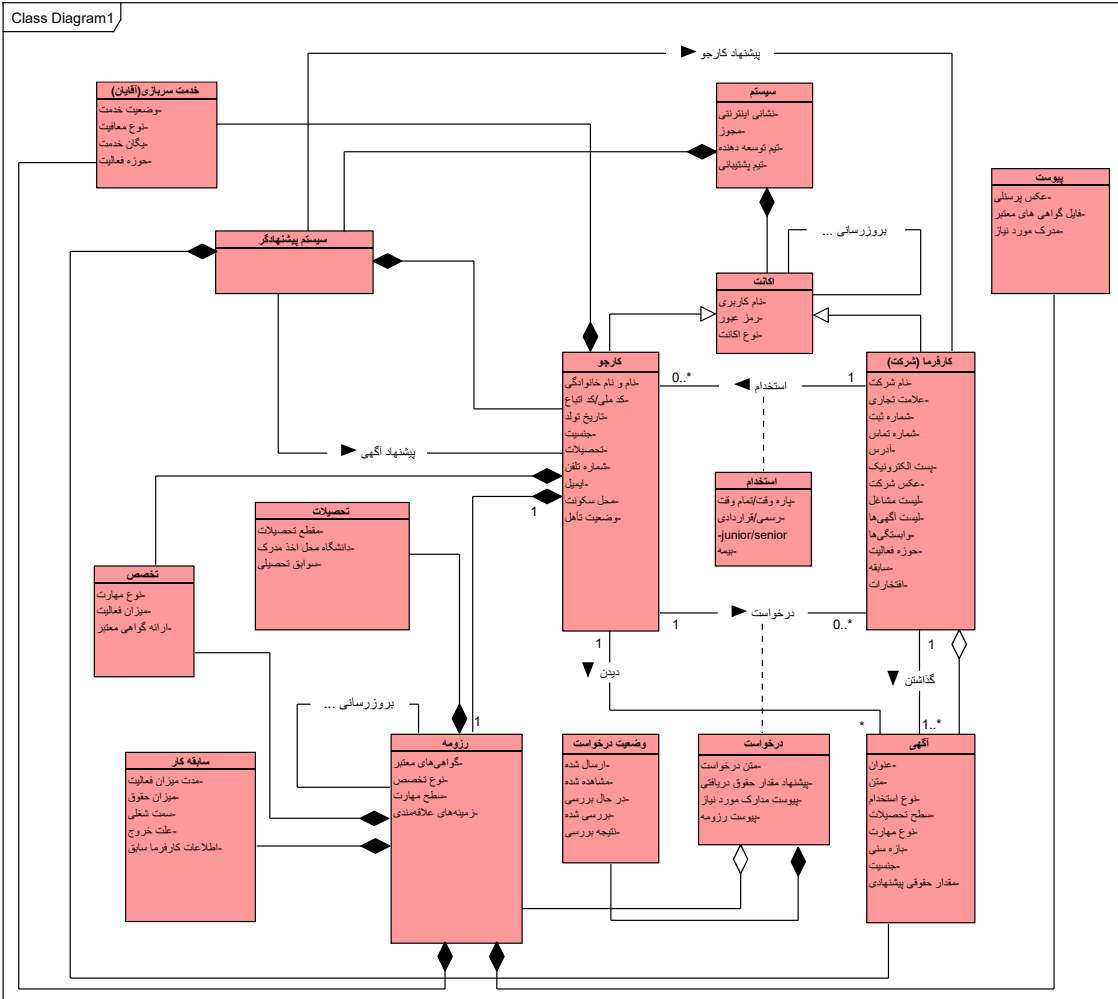 Class Diagram1
پیشنهاد کارجو
خدمت سربازی(آقایان)
-وضعیت خدمت
-نوع معافیت
-یگان خدمت
-حوزه فعالیت
سیستم
-نشانی اینترنتی
-مجوز
-تیم توسعه دهنده
-تیم پشتیبانی
پیوست
-عکس پرسنلی
-فایل گواهی های معتبر
-مدرک مورد نیاز
سیستم پیشنهادگر
بروزرسانی ...
اکانت
-نام کاربری
-رمز عبور
-نوع اکانت
کارجو
-نام و نام خانوادگی
-کد ملی/کد اتباع
-تاریخ تولد
-جنسیت
-تحصیلات
-شماره تلفن
-ایمیل
-محل سکونت
-وضعیت تأهل
کارفرما (شرکت)
-نام شرکت
-علامت تجاری
-شماره ثبت
-شماره تماس
-آدرس
-پست الکترونیک
-عکس شرکت
-لیست مشاغل
-لیست آگهی‌ها
-وابستگی‌ها
-حوزه فعالیت
-سابقه
-افتخارات
0..*
استخدام
1
پیشنهاد آگهی
استخدام
-پاره وقت/تمام وقت
-رسمی/قراردادی
-junior/senior
-بیمه
1
تحصیلات
-مقطع تحصیلات
-دانشگاه محل اخذ مدرک
-سوابق تحصیلی
تخصص
-نوع مهارت
-میزان فعالیت
-ارائه گواهی معتبر
1
درخواست
0..*
1
دیدن
1
گذاشتن
*
1..*
بروزرسانی ...
1
رزومه
-گواهی‌های معتبر
-نوع تخصص
-سطح مهارت
-زمینه‌های علاقه‌مندی
سابقه کار
-مدت میزان فعالیت
-میزان حقوق
-سمت شغلی
-علت خروج
-اطلاعات کارفرما سابق
وضعیت درخواست
-ارسال شده
-مشاهده شده
-در حال بررسی
-بررسی شده
-نتیجه بررسی
درخواست
-متن درخواست
-پیشنهاد مقدار حقوق دریافتی
-پیوست مدارک مورد نیاز
-پیوست رزومه
آگهی
-عنوان
-متن
-نوع استخدام
-سطح تحصیلات
-نوع مهارت
-بازه سنی
-جنسیت
-مقدار حقوقی پیشنهادی